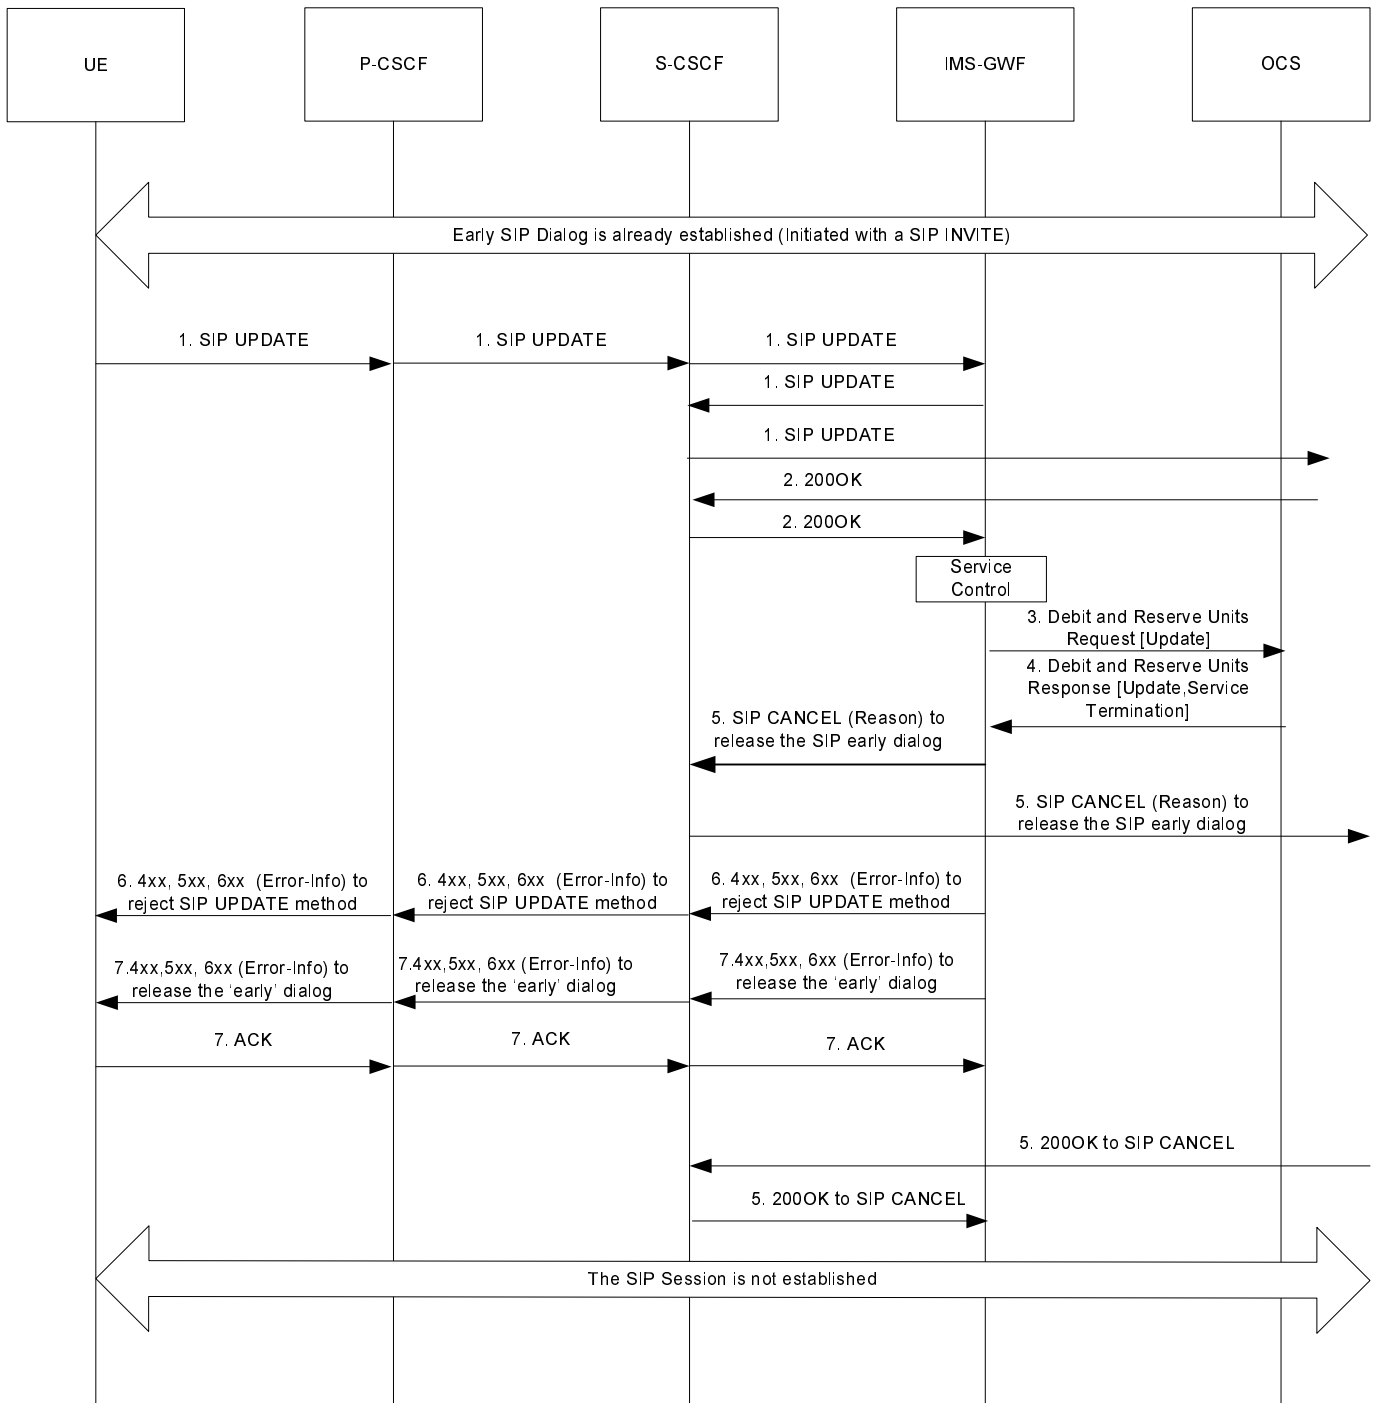 UE
P-CSCF
S-CSCF
IMS-GWF
OCS
Early SIP Dialog is already established (Initiated with a SIP INVITE)
1. SIP UPDATE
1. SIP UPDATE
1. SIP UPDATE
1. SIP UPDATE
1. SIP UPDATE
2. 200OK
2. 200OK
Service
Control
3. Debit and Reserve Units
Request [Update]
4. Debit and Reserve Units
Response [Update,Service
Termination]
5. SIP CANCEL (Reason) to
release the SIP early dialog
5. SIP CANCEL (Reason) to
release the SIP early dialog
6. 4xx, 5xx, 6xx (Error-Info) to
reject SIP UPDATE method
6. 4xx, 5xx, 6xx (Error-Info) to
reject SIP UPDATE method
6. 4xx, 5xx, 6xx (Error-Info) to
reject SIP UPDATE method
7.4xx,5xx, 6xx (Error-Info) to
release the ‘early’ dialog
7.4xx,5xx, 6xx (Error-Info) to
release the ‘early’ dialog
7.4xx,5xx, 6xx (Error-Info) to
release the ‘early’ dialog
7. ACK
7. ACK
7. ACK
5. 200OK to SIP CANCEL
5. 200OK to SIP CANCEL
The SIP Session is not established